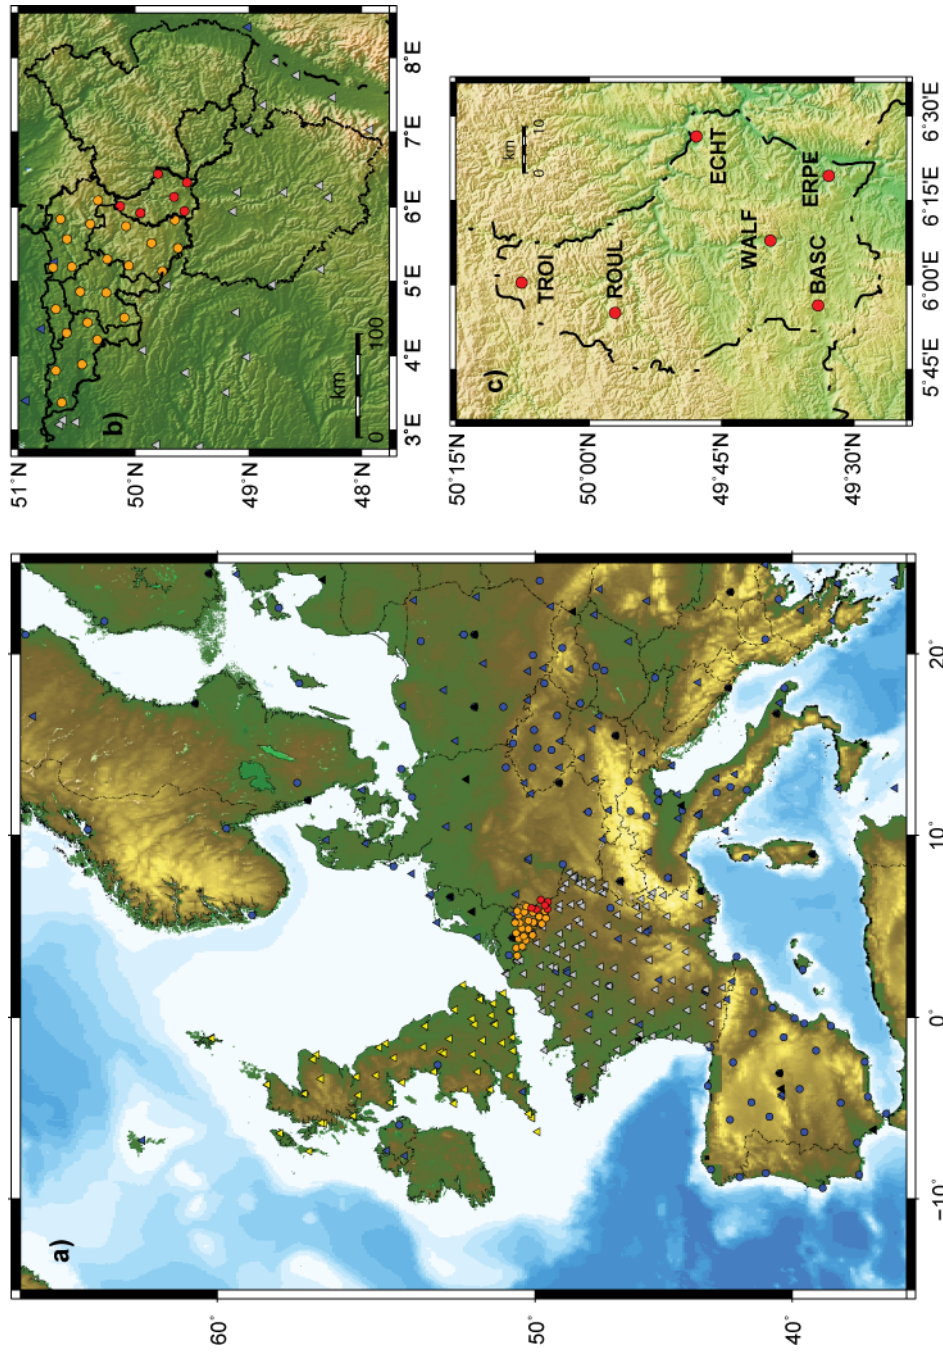 a)
60˚
50˚
40˚
−10˚
0˚
10˚
20˚
b)
51˚N
50˚N
49˚N
48˚N
3˚E
4˚E
5˚E
6˚E
7˚E
8˚E
km
0
100
c)
50˚15'N
50˚00'N
49˚45'N
49˚30'N
5˚45'E
6˚00'E
6˚15'E
6˚30'E
km
0
10
TROI
ROUL
ECHT
WALF
BASC
ERPE